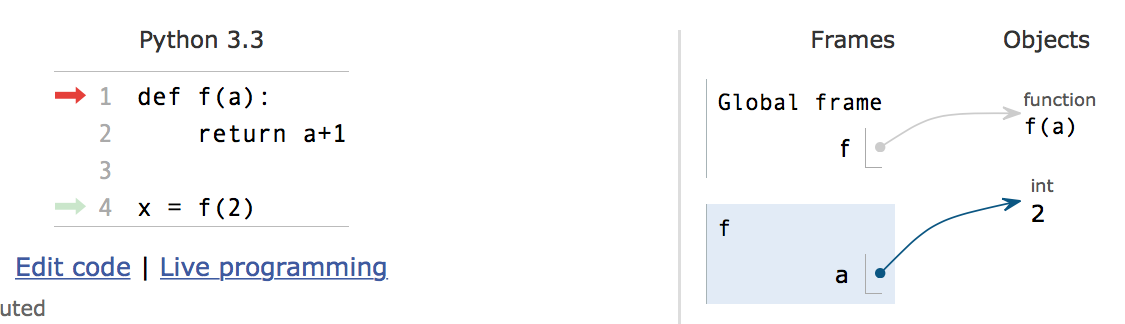 Python 3.3
1 def f(a):
2     return a+1
3
4 x = f(2)
Edit code | Live programming
uted
Frames
Objects
Global frame
f
function
f(a)
int
2
f
a